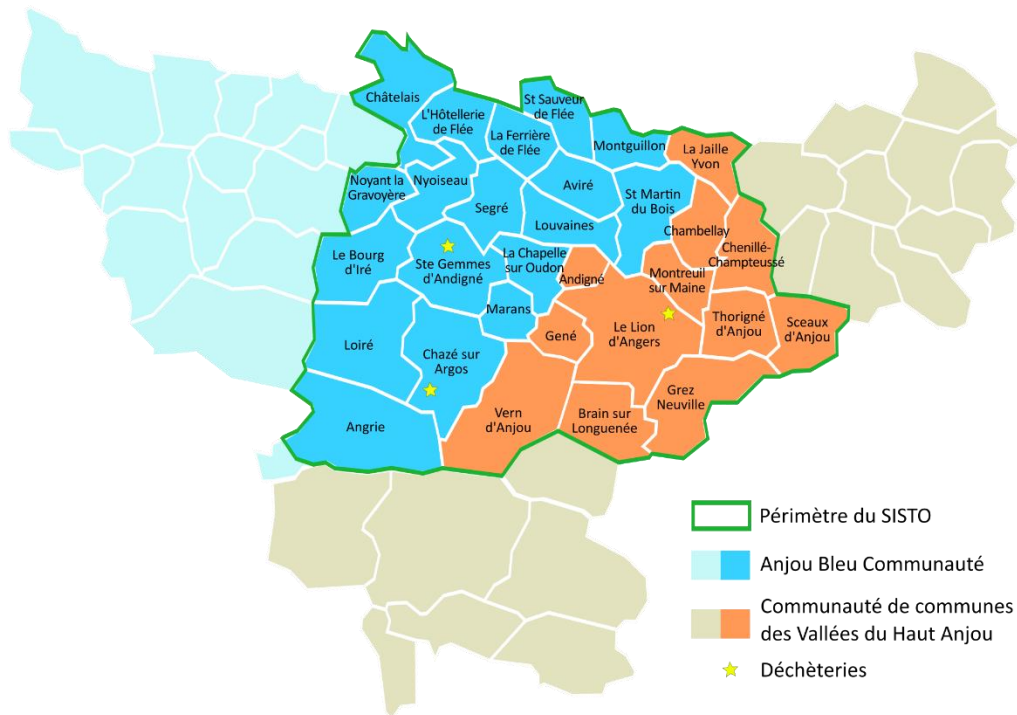 Châtelais
L'Hôtellerie
de Flée
St Sauveur
de Flée
La Ferrière
de Flée
Montguillon
La Jaille
Yvon
Noyant la
Gravoyère
Nyoiseau
Segré
Aviré
St Martin
du Bois
Louvaines
Chambellay
Chenillé-
Champteussé
Le Bourg
d'Iré
Ste Gemmes
d'Andigné
La Chapelle
sur Oudon
Andigné
Montreuil
sur Maine
Marans
Loiré
Chazé sur
Argos
Gené
Le Lion
d'Angers
Thorigné
d'Anjou
Sceaux
d'Anjou
Angrie
Vern
d'Anjou
Brain sur
Longuenée
Grez
Neuville
Périmètre du SISTO
Anjou Bleu Communauté
Communauté de communes
des Vallées du Haut Anjou
Déchèteries